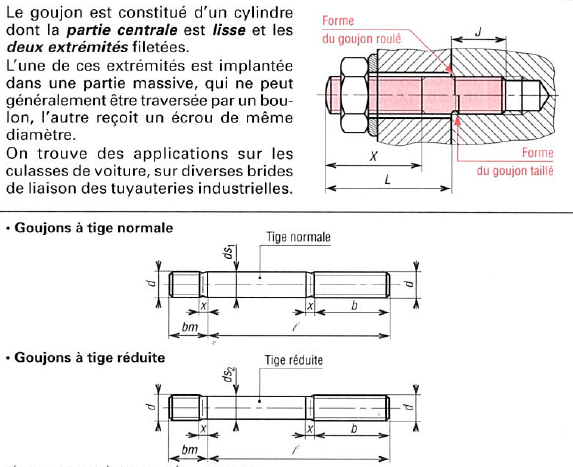 Le goujon est constitué d'un cylindre
dont la partie centrale est lisse et les
deux extrémités filetées.
L'une de ces extrémités est implantée
dans une partie massive, qui ne peut
généralement être traversée par un bou-
lon, l'autre reçoit un écrou de même
diamètre.
On trouve des applications sur les
culasses de voiture, sur diverses brides
de liaison des tuyauteries industrielles.
Forme
du goujon roulé
J
X
L
Forme
du goujon taillé
• Goujons à tige normale
d
ds1
Tige normale
d
x
x
b
bm
l
• Goujons à tige réduite
d
ds2
Tige réduite
d
x
x
b
bm
l